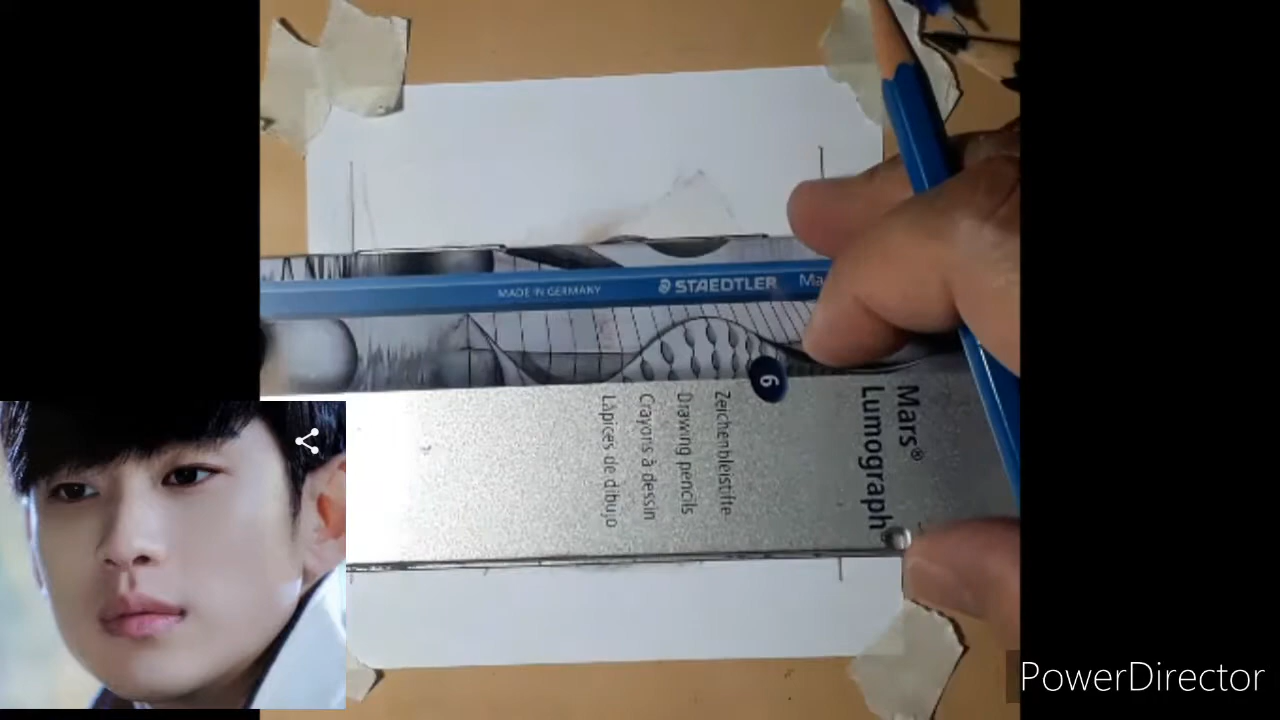 MADE IN GERMANY STAEDTLER Ma
6
Mars®
Lumograph
Zeichenbleistifte
Drawing pencils
Crayons à dessin
Lápices de dibujo
PowerDirector